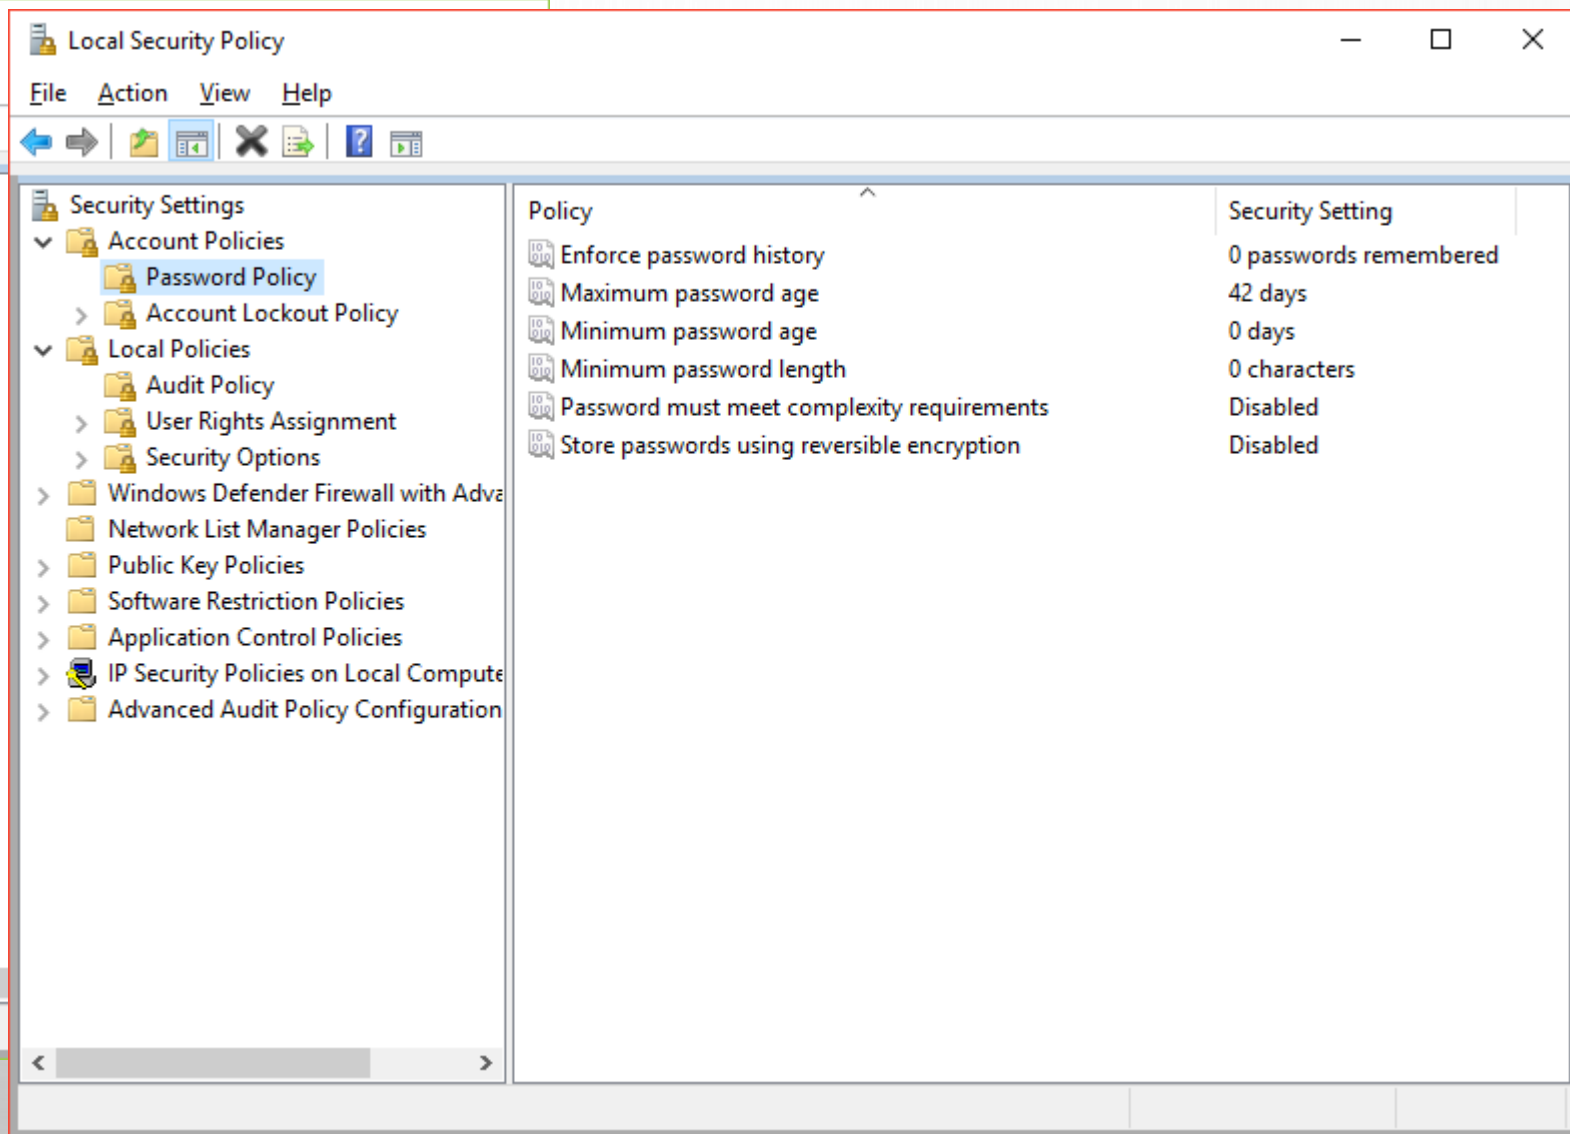 Local Security Policy
File Action View Help
Security Settings
Account Policies
Password Policy
Account Lockout Policy
Local Policies
Audit Policy
User Rights Assignment
Security Options
Windows Defender Firewall with Adva
Network List Manager Policies
Public Key Policies
Software Restriction Policies
Application Control Policies
IP Security Policies on Local Compute
Advanced Audit Policy Configuration
Policy Security Setting
Enforce password history 0 passwords remembered
Maximum password age 42 days
Minimum password age 0 days
Minimum password length 0 characters
Password must meet complexity requirements Disabled
Store passwords using reversible encryption Disabled